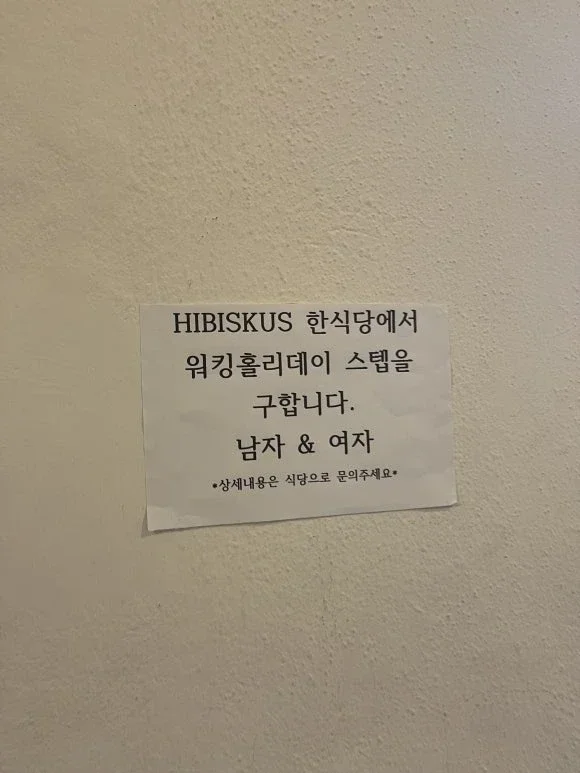 HIBISKUS 한식당에서
워킹홀리데이 스텝을
구합니다.
남자 & 여자
*상세내용은 식당으로 문의주세요*